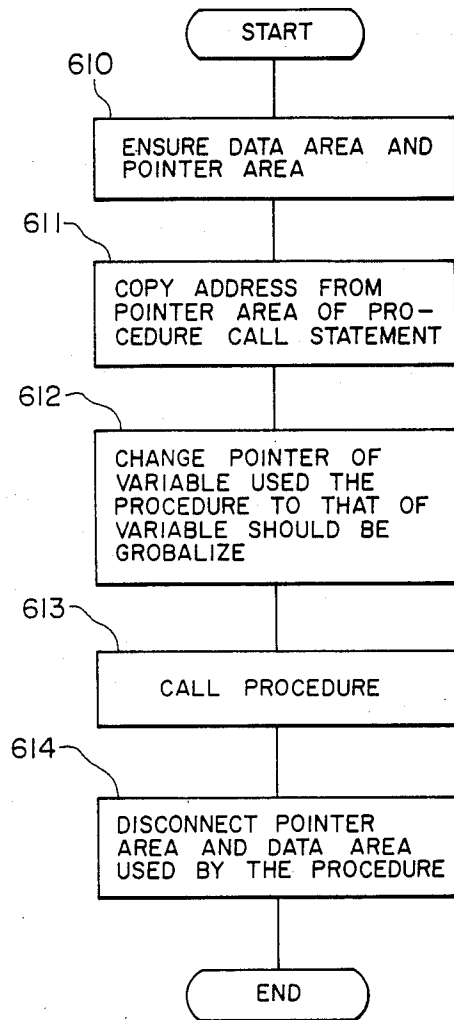 START
610
ENSURE DATA AREA AND
POINTER AREA
611
COPY ADDRESS FROM
POINTER AREA OF PRO-
CEDURE CALL STATEMENT
612
CHANGE POINTER OF
VARIABLE USED THE
PROCEDURE TO THAT OF
VARIABLE SHOULD BE
GROBALIZE
613
CALL PROCEDURE
614
DISCONNECT POINTER
AREA AND DATA AREA
USED BY THE PROCEDURE
END